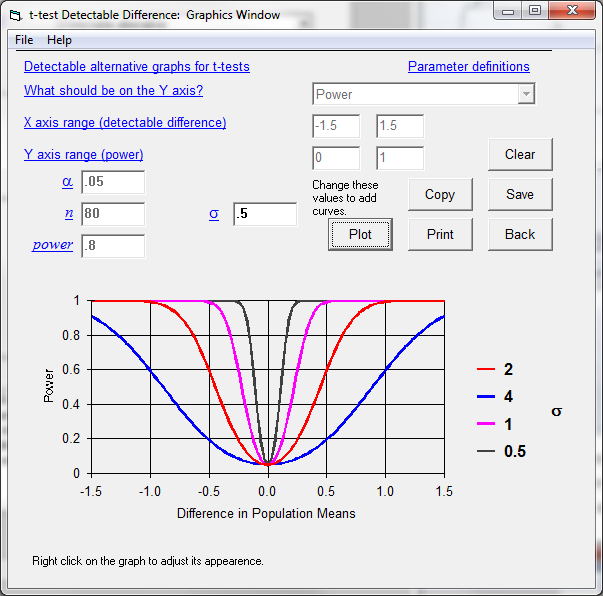 t-test Detectable Difference: Graphics Window
File Help
Detectable alternative graphs for t-tests
Parameter definitions
What should be on the Y axis?
Power
X axis range (detectable difference)
-1.5 1.5
Y axis range (power)
0 1
Clear
α .05
Change these
values to add
curves.
Copy
Save
n 80
σ .5
power .8
Plot
Print
Back
1
0.8
0.6
0.4
0.2
0
Power
-1.5 -1.0 -0.5 0.0 0.5 1.0 1.5
Difference in Population Means
2
4
1
0.5
σ
Right click on the graph to adjust its appearence.